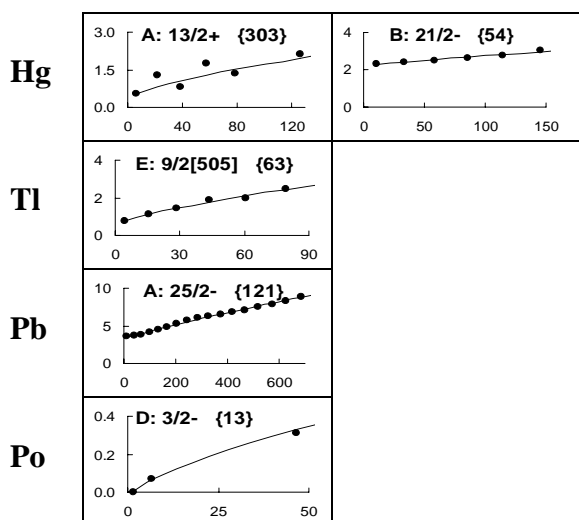 Hg
A: 13/2+ {303}
3.0
1.5
0.0
0 40 80 120
B: 21/2- {54}
4
2
0
0 50 100 150
Tl
E: 9/2[505] {63}
4
2
0
0 30 60 90
Pb
A: 25/2- {121}
10
5
0
0 200 400 600
Po
D: 3/2- {13}
0.4
0.2
0.0
0 25 50